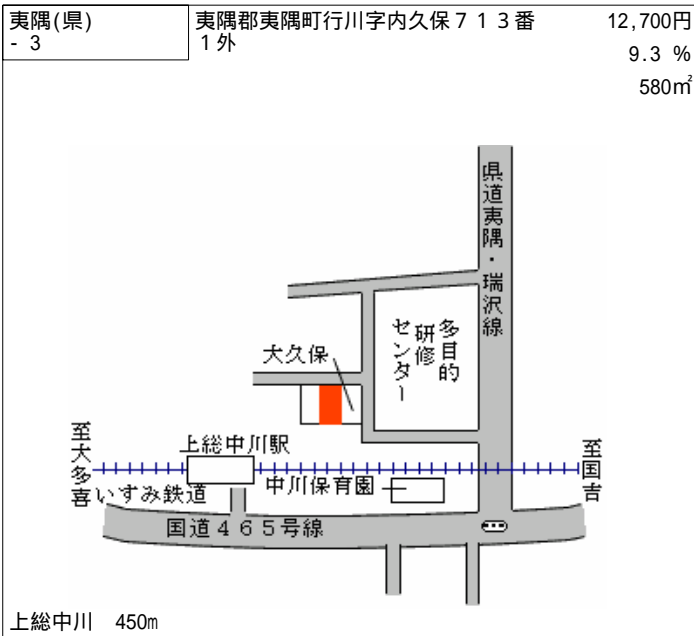 夷隅(県)
- 3
夷隅郡夷隅町行川字内久保７１３番
１外
12,700円
9.3 %
580㎡
県道夷隅・瑞沢線
多目的
研修
センター
大久保
至大多喜
上総中川駅
至国吉
いすみ鉄道
中川保育園
国道４６５号線
上総中川 450m